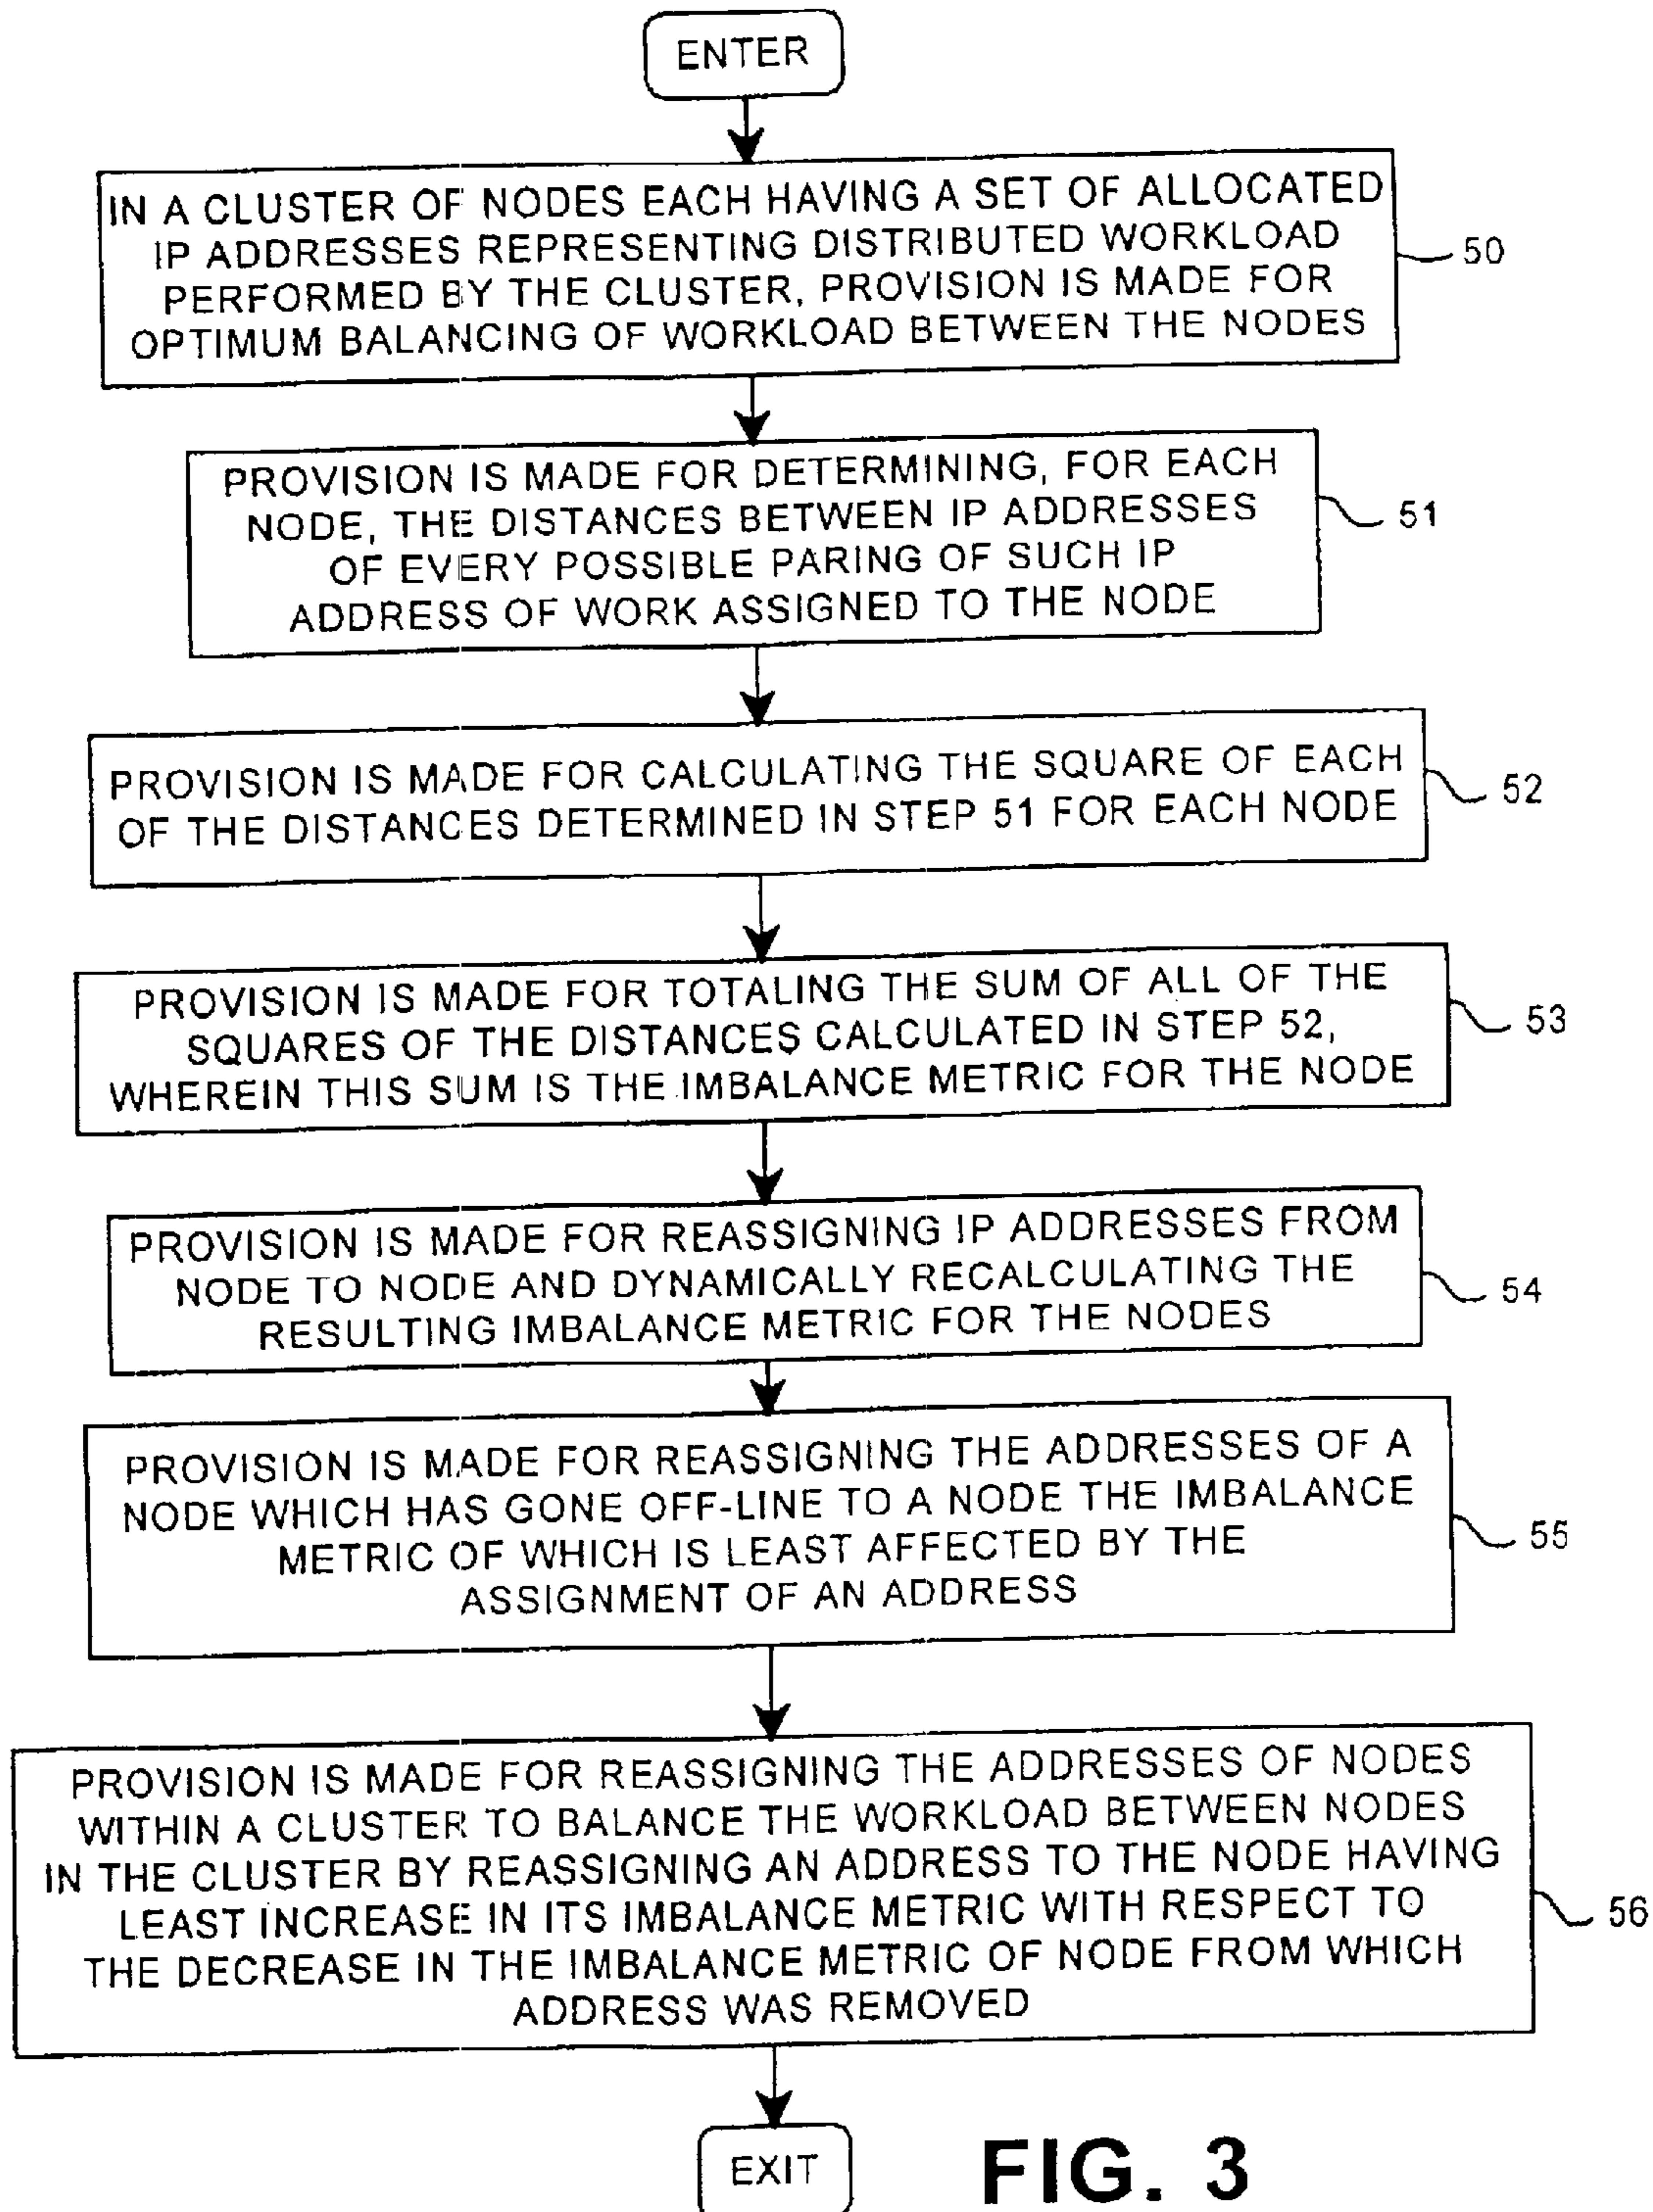 ENTER
IN A CLUSTER OF NODES EACH HAVING A SET OF ALLOCATED
IP ADDRESSES REPRESENTING DISTRIBUTED WORKLOAD
PERFORMED BY THE CLUSTER, PROVISION IS MADE FOR
OPTIMUM BALANCING OF WORKLOAD BETWEEN THE NODES
50
PROVISION IS MADE FOR DETERMINING, FOR EACH
NODE, THE DISTANCES BETWEEN IP ADDRESSES
OF EVERY POSSIBLE PARING OF SUCH IP
ADDRESS OF WORK ASSIGNED TO THE NODE
51
PROVISION IS MADE FOR CALCULATING THE SQUARE OF EACH
OF THE DISTANCES DETERMINED IN STEP 51 FOR EACH NODE
52
PROVISION IS MADE FOR TOTALING THE SUM OF ALL OF THE
SQUARES OF THE DISTANCES CALCULATED IN STEP 52,
WHEREIN THIS SUM IS THE IMBALANCE METRIC FOR THE NODE
53
PROVISION IS MADE FOR REASSIGNING IP ADDRESSES FROM
NODE TO NODE AND DYNAMICALLY RECALCULATING THE
RESULTING IMBALANCE METRIC FOR THE NODES
54
PROVISION IS MADE FOR REASSIGNING THE ADDRESSES OF A
NODE WHICH HAS GONE OFF-LINE TO A NODE THE IMBALANCE
METRIC OF WHICH IS LEAST AFFECTED BY THE
ASSIGNMENT OF AN ADDRESS
55
PROVISION IS MADE FOR REASSIGNING THE ADDRESSES OF NODES
WITHIN A CLUSTER TO BALANCE THE WORKLOAD BETWEEN NODES
IN THE CLUSTER BY REASSIGNING AN ADDRESS TO THE NODE HAVING
LEAST INCREASE IN ITS IMBALANCE METRIC WITH RESPECT TO
THE DECREASE IN THE IMBALANCE METRIC OF NODE FROM WHICH
ADDRESS WAS REMOVED
56
EXIT
FIG. 3